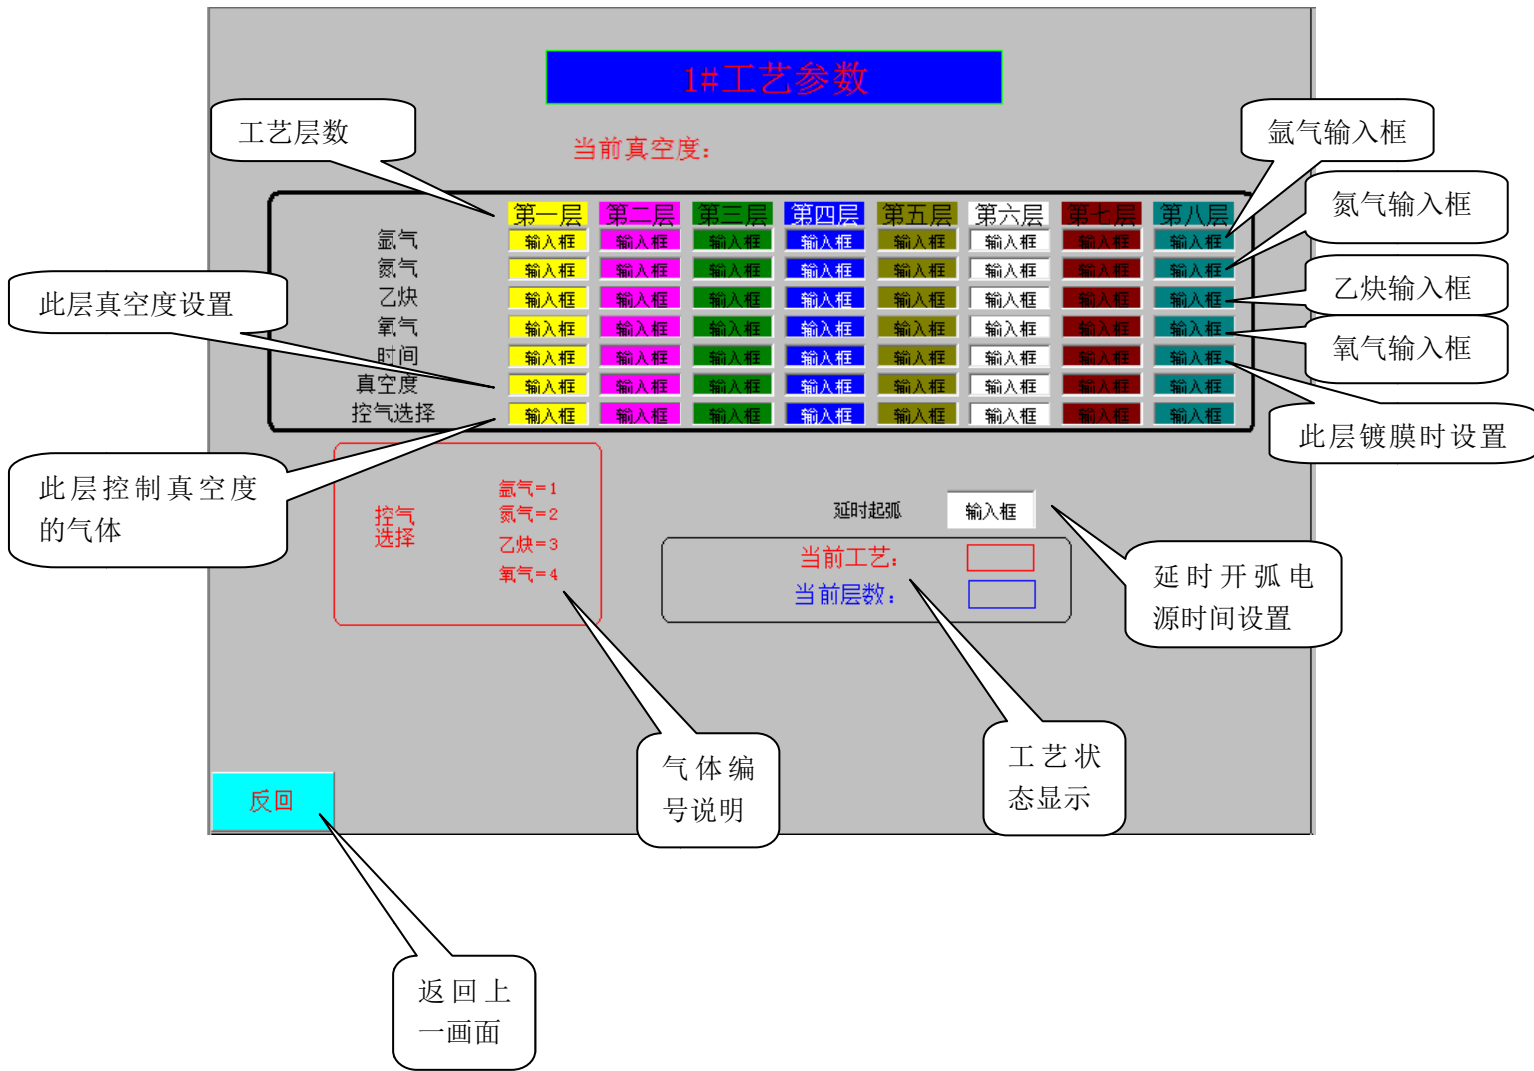 1#工艺参数
工艺层数
当前真空度：
氩气输入框
氮气输入框
第一层 第二层 第三层 第四层 第五层 第六层 第七层 第八层
氩气 输入框 输入框 输入框 输入框 输入框 输入框 输入框 输入框
氮气 输入框 输入框 输入框 输入框 输入框 输入框 输入框 输入框
乙炔 输入框 输入框 输入框 输入框 输入框 输入框 输入框 输入框
氧气 输入框 输入框 输入框 输入框 输入框 输入框 输入框 输入框
时间 输入框 输入框 输入框 输入框 输入框 输入框 输入框 输入框
真空度 输入框 输入框 输入框 输入框 输入框 输入框 输入框 输入框
控气选择 输入框 输入框 输入框 输入框 输入框 输入框 输入框 输入框
此层真空度设置
乙炔输入框
氧气输入框
此层镀膜时设置
此层控制真空度
的气体
控气
选择
氩气=1
氮气=2
乙炔=3
氧气=4
延时起弧 输入框
当前工艺：
当前层数：
延时开弧电
源时间设置
气体编
号说明
工艺状
态显示
反回
返回上
一画面